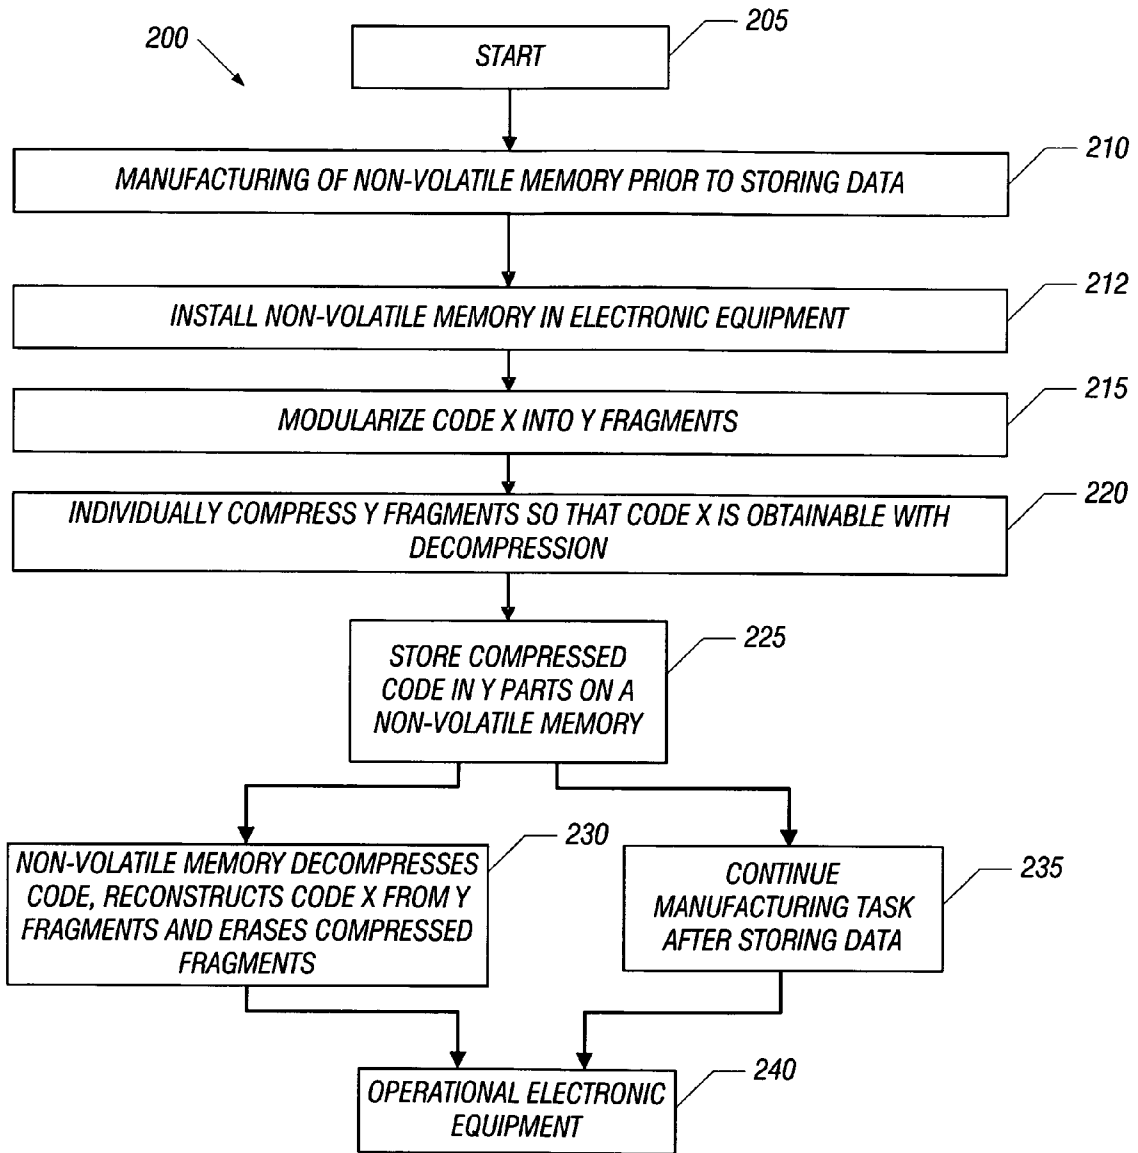 200
205
START
210
MANUFACTURING OF NON-VOLATILE MEMORY PRIOR TO STORING DATA
212
INSTALL NON-VOLATILE MEMORY IN ELECTRONIC EQUIPMENT
215
MODULARIZE CODE X INTO Y FRAGMENTS
220
INDIVIDUALLY COMPRESS Y FRAGMENTS SO THAT CODE X IS OBTAINABLE WITH
DECOMPRESSION
225
STORE COMPRESSED
CODE IN Y PARTS ON A
NON-VOLATILE MEMORY
230
NON-VOLATILE MEMORY DECOMPRESSES
CODE, RECONSTRUCTS CODE X FROM Y
FRAGMENTS AND ERASES COMPRESSED
FRAGMENTS
235
CONTINUE
MANUFACTURING TASK
AFTER STORING DATA
240
OPERATIONAL ELECTRONIC
EQUIPMENT